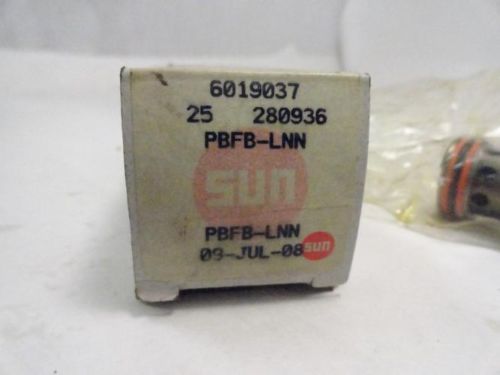 6019037
25 280936
PBFB-LNN
sun
PBFB-LNN
09-JUL-08
sun